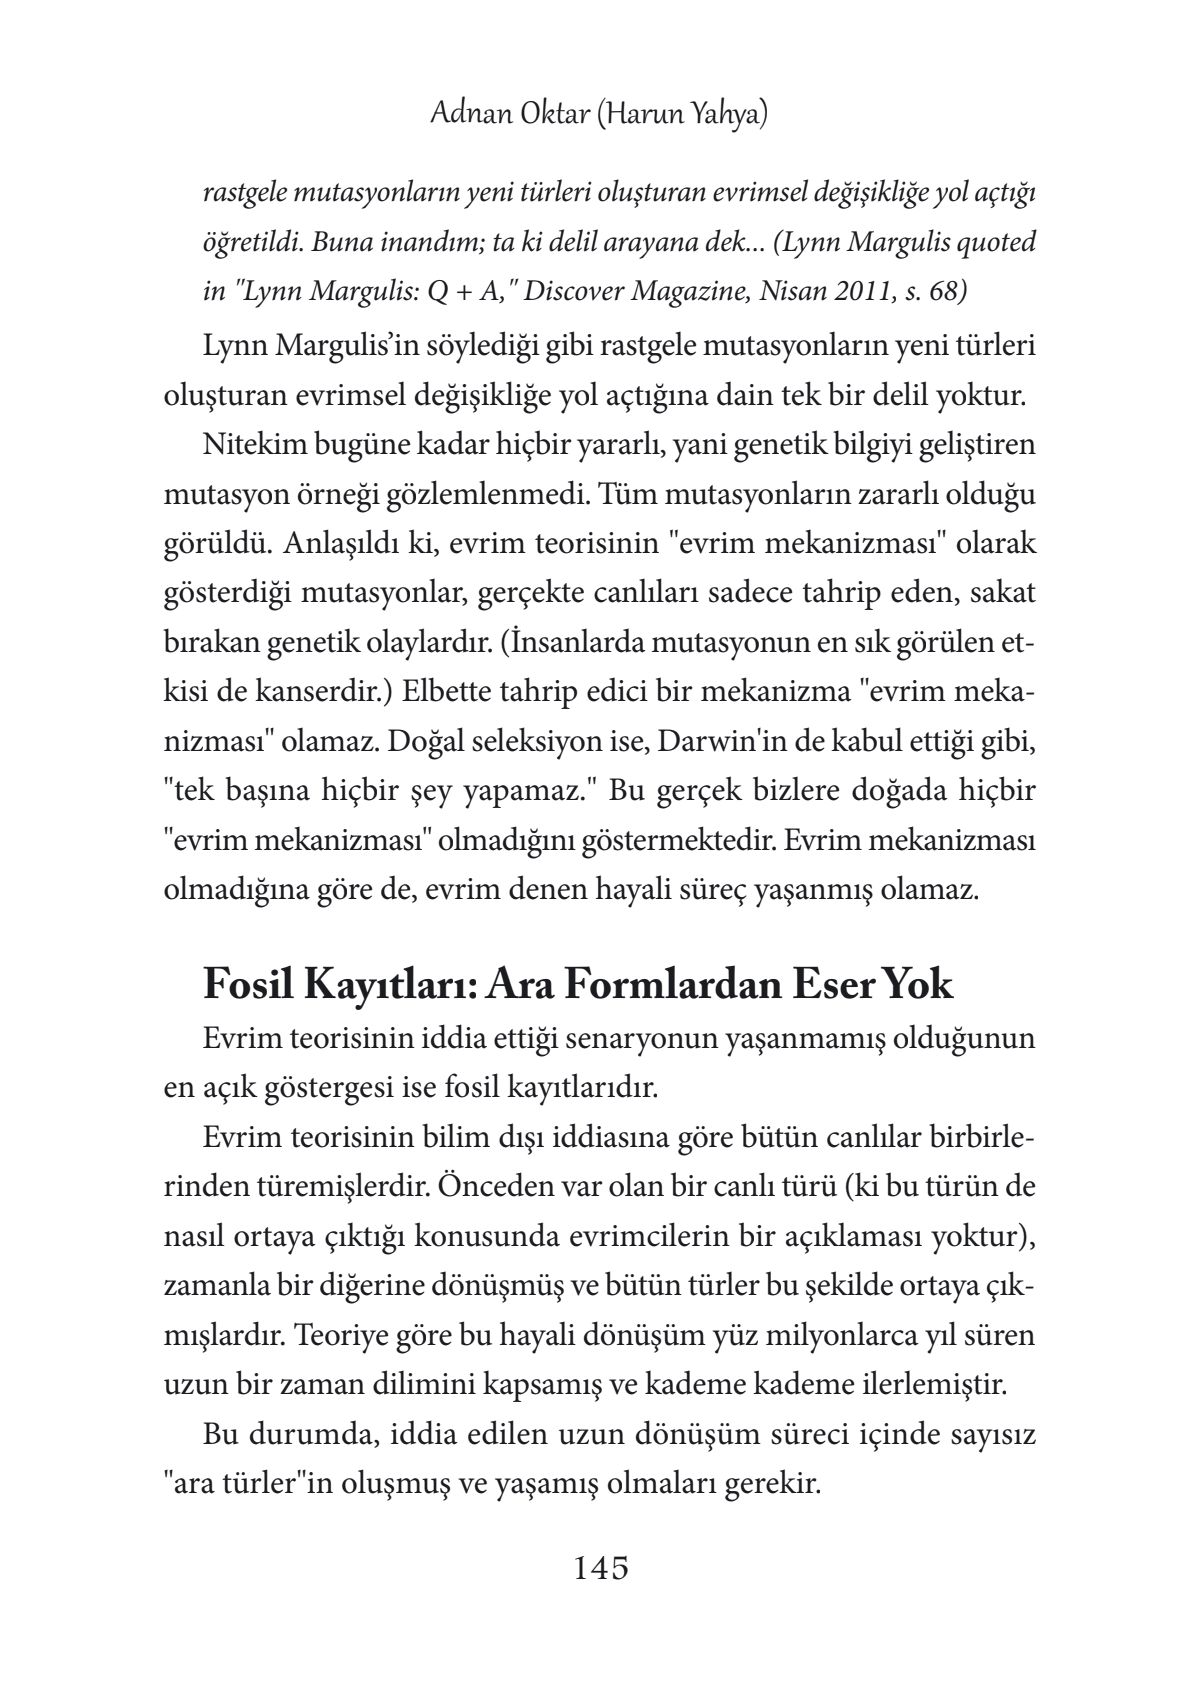 Adnan Oktar (Harun Yahya)
rastgele mutasyonların yeni türleri oluşturan evrimsel değişikliğe yol açtığı
öğretildi. Buna inandım; ta ki delil arayana dek... (Lynn Margulis quoted
in "Lynn Margulis: Q + A," Discover Magazine, Nisan 2011, s. 68)
Lynn Margulis’in söylediği gibi rastgele mutasyonların yeni türleri
oluşturan evrimsel değişikliğe yol açtığına dain tek bir delil yoktur.
Nitekim bugüne kadar hiçbir yararlı, yani genetik bilgiyi geliştiren
mutasyon örneği gözlemlenmedi. Tüm mutasyonların zararlı olduğu
görüldü. Anlaşıldı ki, evrim teorisinin "evrim mekanizması" olarak
gösterdiği mutasyonlar, gerçekte canlıları sadece tahrip eden, sakat
bırakan genetik olaylardır. (İnsanlarda mutasyonun en sık görülen et-
kisi de kanserdir.) Elbette tahrip edici bir mekanizma "evrim meka-
nizması" olamaz. Doğal seleksiyon ise, Darwin'in de kabul ettiği gibi,
"tek başına hiçbir şey yapamaz." Bu gerçek bizlere doğada hiçbir
"evrim mekanizması" olmadığını göstermektedir. Evrim mekanizması
olmadığına göre de, evrim denen hayali süreç yaşanmış olamaz.
Fosil Kayıtları: Ara Formlardan Eser Yok
Evrim teorisinin iddia ettiği senaryonun yaşanmamış olduğunun
en açık göstergesi ise fosil kayıtlarıdır.
Evrim teorisinin bilim dışı iddiasına göre bütün canlılar birbirle-
rinden türemişlerdir. Önceden var olan bir canlı türü (ki bu türün de
nasıl ortaya çıktığı konusunda evrimcilerin bir açıklaması yoktur),
zamanla bir diğerine dönüşmüş ve bütün türler bu şekilde ortaya çık-
mışlardır. Teoriye göre bu hayali dönüşüm yüz milyonlarca yıl süren
uzun bir zaman dilimini kapsamış ve kademe kademe ilerlemiştir.
Bu durumda, iddia edilen uzun dönüşüm süreci içinde sayısız
"ara türler"in oluşmuş ve yaşamış olmaları gerekir.
145